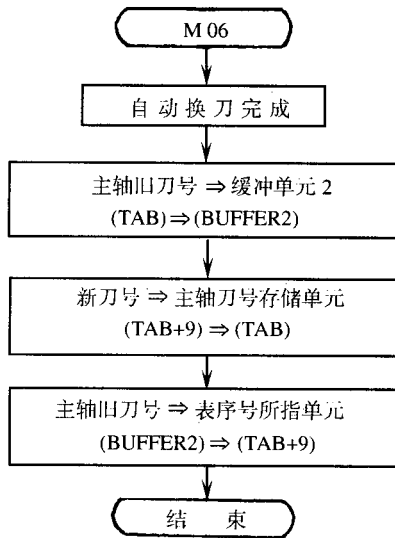 M 06
自动换刀完成
主轴旧刀号 ⇒ 缓冲单元 2
(TAB) ⇒ (BUFFER2)
新刀号 ⇒ 主轴刀号存储单元
(TAB+9) ⇒ (TAB)
主轴旧刀号 ⇒ 表序号所指单元
(BUFFER2) ⇒ (TAB+9)
结 束